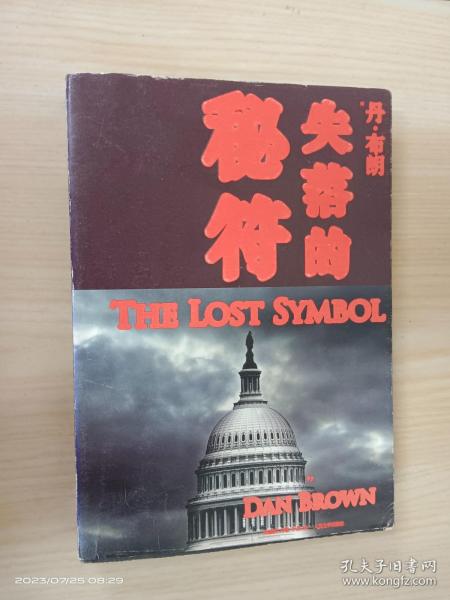 丹·布朗
失落的
秘符
THE LOST SYMBOL
DAN BROWN
2023/07/25 08:29
孔夫子旧书网
www.kongfz.com